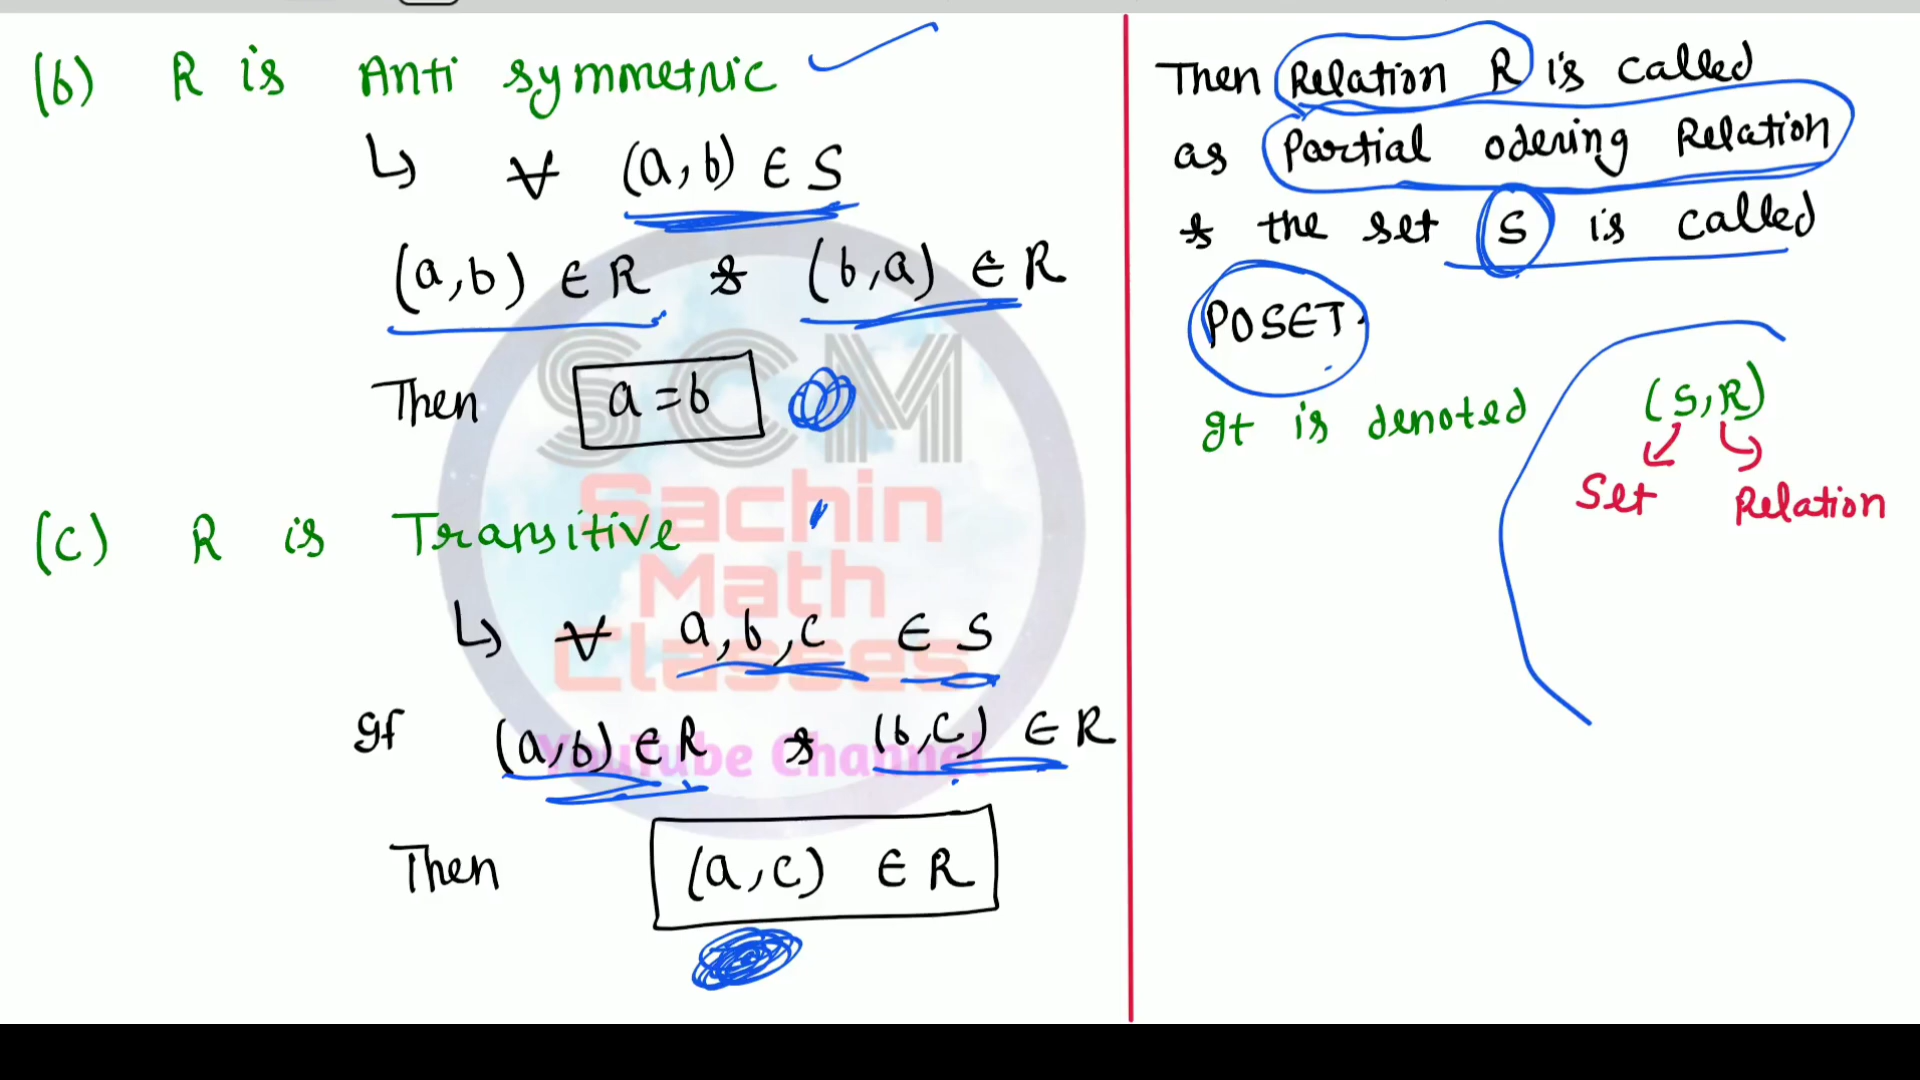 (b) R is Anti symmetric
↳ ∀ (a,b) ∈ S
(a,b) ∈ R & (b,a) ∈ R
Then a=b
(c) R is Transitive
↳ ∀ a,b,c ∈ S
If (a,b) ∈ R & (b,c) ∈ R
Then (a,c) ∈ R
Then Relation R is called
as Partial odering Relation
& the set S is called
POSET.
It is denoted (S,R)
Set Relation
SCM
Sachin
Math
Classes
YouTube Channel